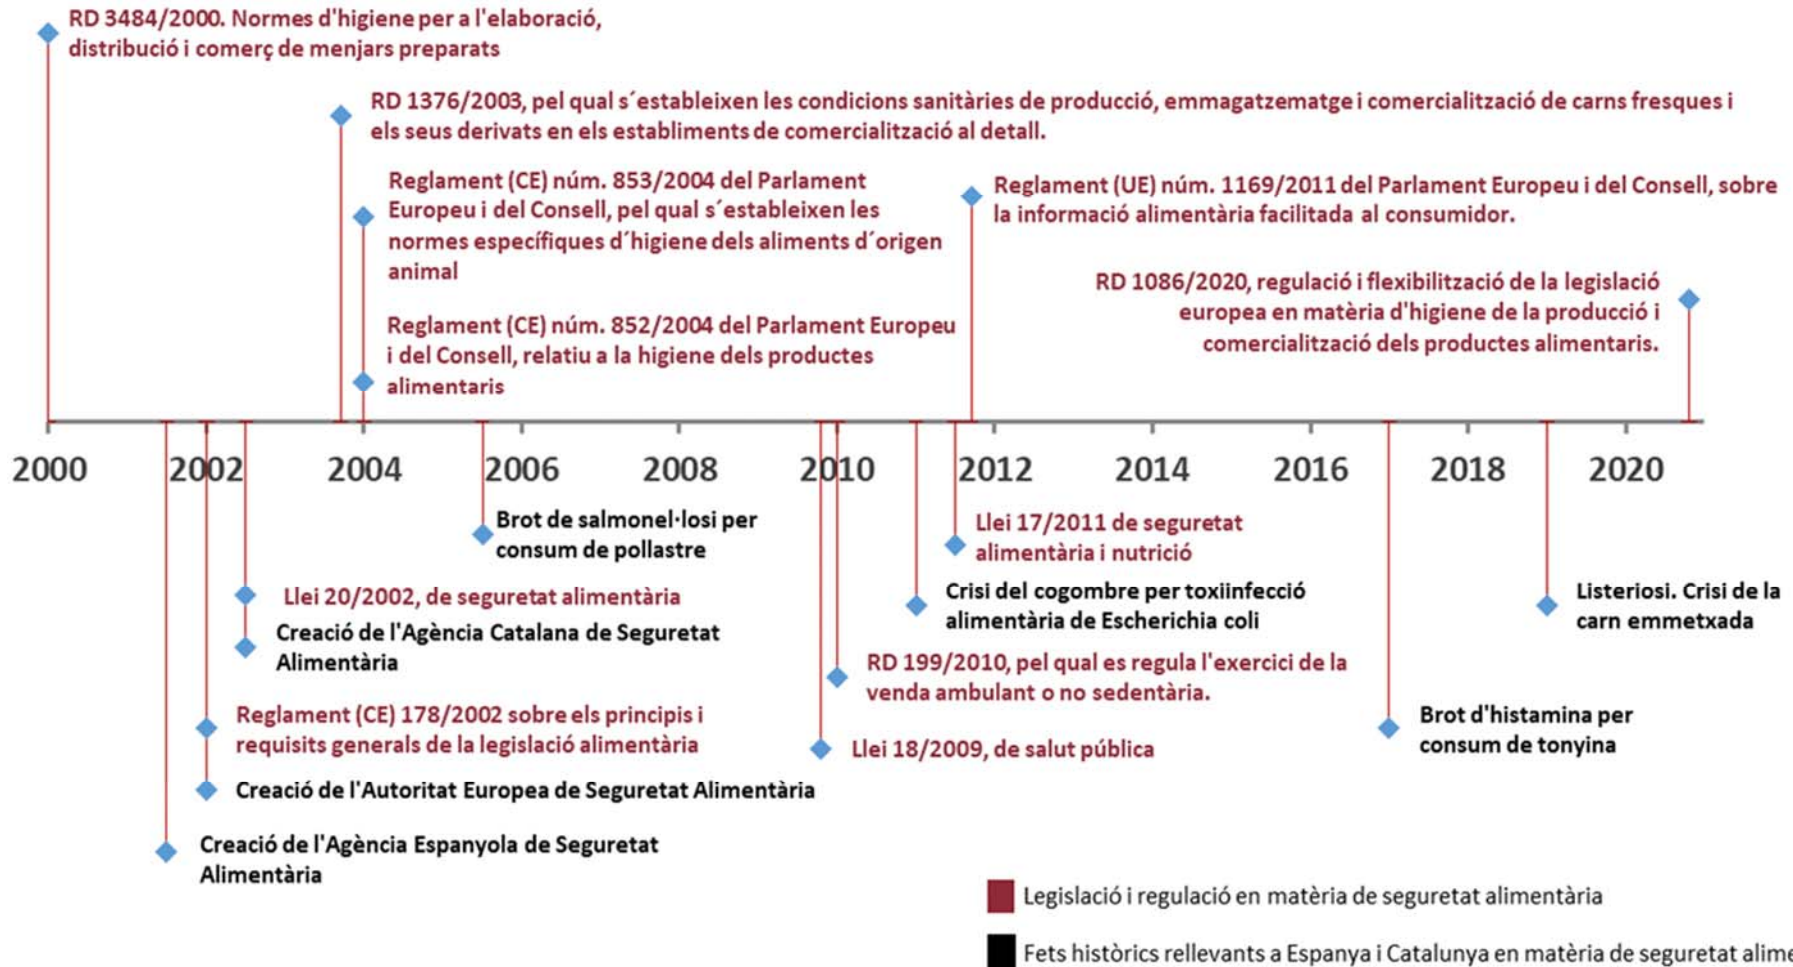 RD 3484/2000. Normes d'higiene per a l'elaboració,
distribució i comerç de menjars preparats
RD 1376/2003, pel qual s´estableixen les condicions sanitàries de producció, emmagatzematge i comercialització de carns fresques i
els seus derivats en els establiments de comercialització al detall.
Reglament (CE) núm. 853/2004 del Parlament
Europeu i del Consell, pel qual s´estableixen les
normes específiques d´higiene dels aliments d´origen
animal
Reglament (UE) núm. 1169/2011 del Parlament Europeu i del Consell, sobre
la informació alimentària facilitada al consumidor.
RD 1086/2020, regulació i flexibilització de la legislació
europea en matèria d'higiene de la producció i
comercialització dels productes alimentaris.
Reglament (CE) núm. 852/2004 del Parlament Europeu
i del Consell, relatiu a la higiene dels productes
alimentaris
2000 2002 2004 2006 2008 2010 2012 2014 2016 2018 2020
Brot de salmonel·losi per
consum de pollastre
Llei 17/2011 de seguretat
alimentària i nutrició
Llei 20/2002, de seguretat alimentària
Creació de l'Agència Catalana de Seguretat
Alimentària
Crisi del cogombre per toxiinfecció
alimentària de Escherichia coli
Listeriosi. Crisi de la
carn emmetxada
RD 199/2010, pel qual es regula l'exercici de la
venda ambulant o no sedentària.
Reglament (CE) 178/2002 sobre els principis i
requisits generals de la legislació alimentària
Brot d'histamina per
consum de tonyina
Llei 18/2009, de salut pública
Creació de l'Autoritat Europea de Seguretat Alimentària
Creació de l'Agència Espanyola de Seguretat
Alimentària
Legislació i regulació en matèria de seguretat alimentària
Fets històrics rellevants a Espanya i Catalunya en matèria de seguretat